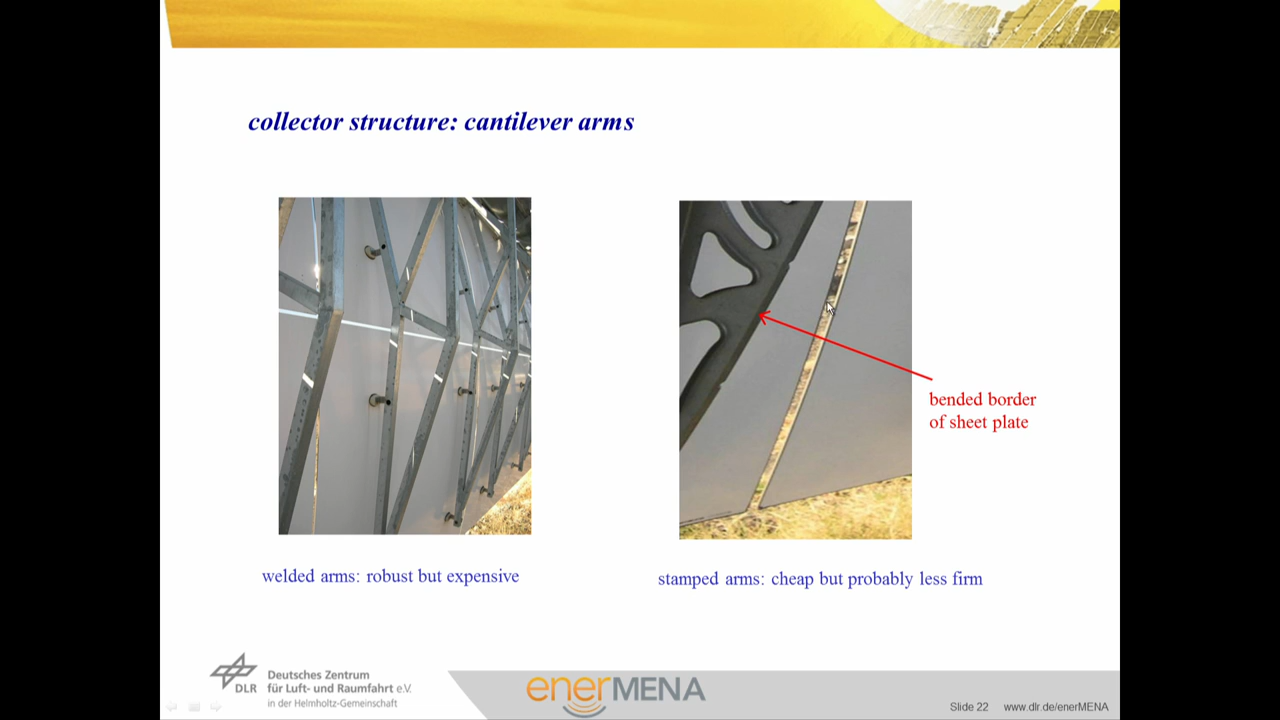 collector structure: cantilever arms
bended border
of sheet plate
welded arms: robust but expensive
stamped arms: cheap but probably less firm
DLR
Deutsches Zentrum
für Luft- und Raumfahrt e.V.
in der Helmholtz-Gemeinschaft
enerMENA
Slide 22 www.dlr.de/enerMENA